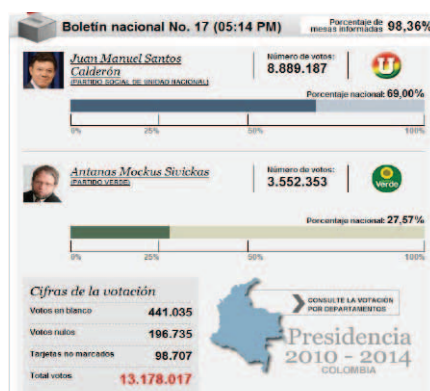 Boletín nacional No. 17 (05:14 PM)
Porcentaje de
mesas informadas 98,36%
Juan Manuel Santos
Calderón
(PARTIDO SOCIAL DE UNIDAD NACIONAL)
Número de votos:
8.889.187
U
Porcentaje nacional: 69,00%
0% 25% 50% 100%
Antanas Mockus Sivickas
(PARTIDO VERDE)
Número de votos:
3.552.353
verde
Porcentaje nacional: 27,57%
0% 25% 50% 100%
Cifras de la votación
Votos en blanco 441.035
Votos nulos 196.735
Tarjetas no marcados 98.707
Total votos 13.178.017
CONSULTE LA VOTACIÓN
POR DEPARTAMENTOS
Presidencia
2010 - 2014
COLOMBIA